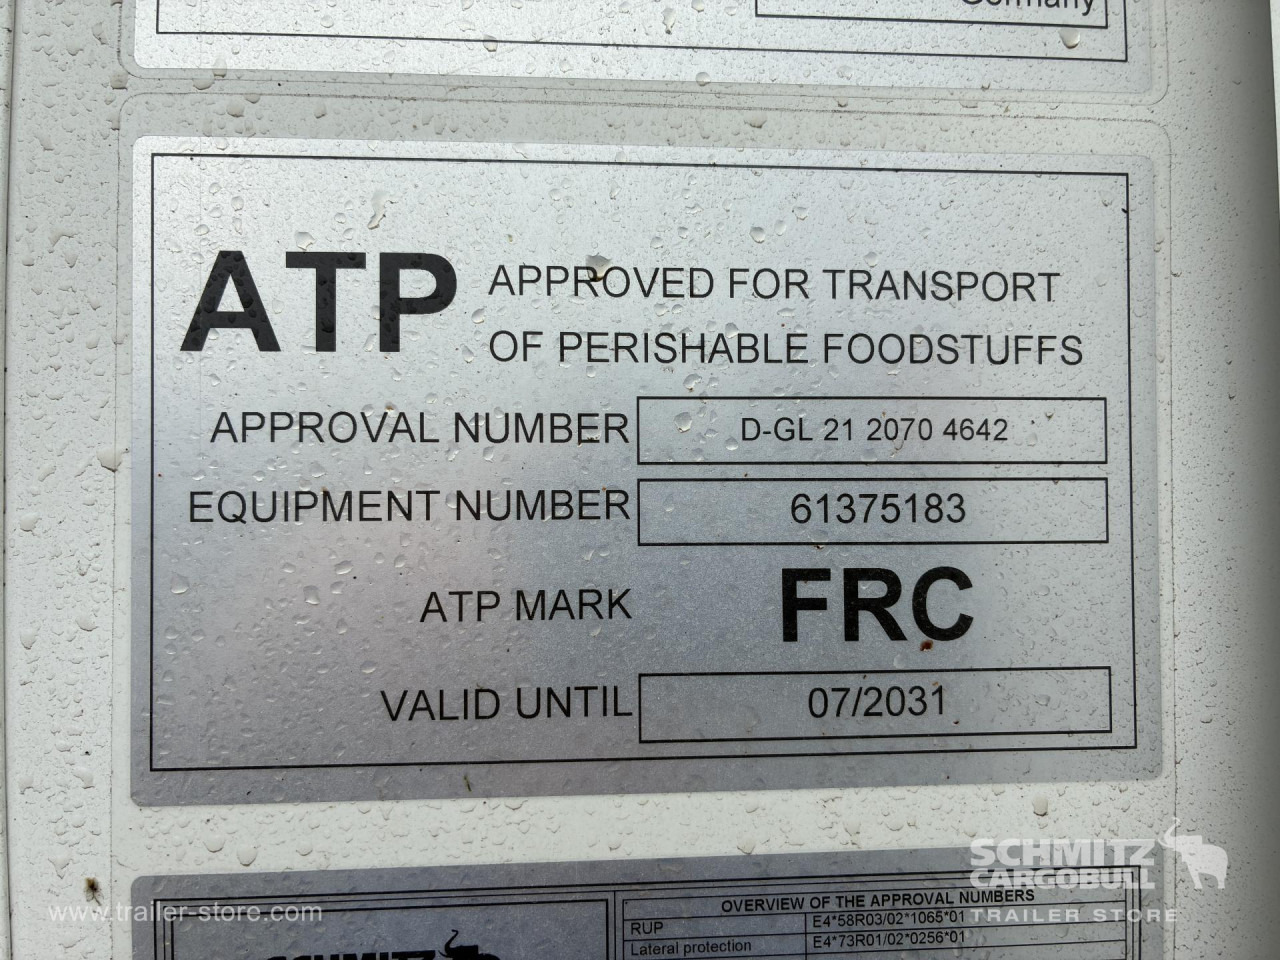 Germany
ATP APPROVED FOR TRANSPORT
OF PERISHABLE FOODSTUFFS
APPROVAL NUMBER D-GL 21 2070 4642
EQUIPMENT NUMBER 61375183
ATP MARK FRC
VALID UNTIL 07/2031
SCHMITZ
CARGOBULL
TRAILER STORE
www.trailer-store.com
OVERVIEW OF THE APPROVAL NUMBERS
RUP E4*58R03/02*1065*01
Lateral protection E4*73R01/02*0256*01
SCHMITZ